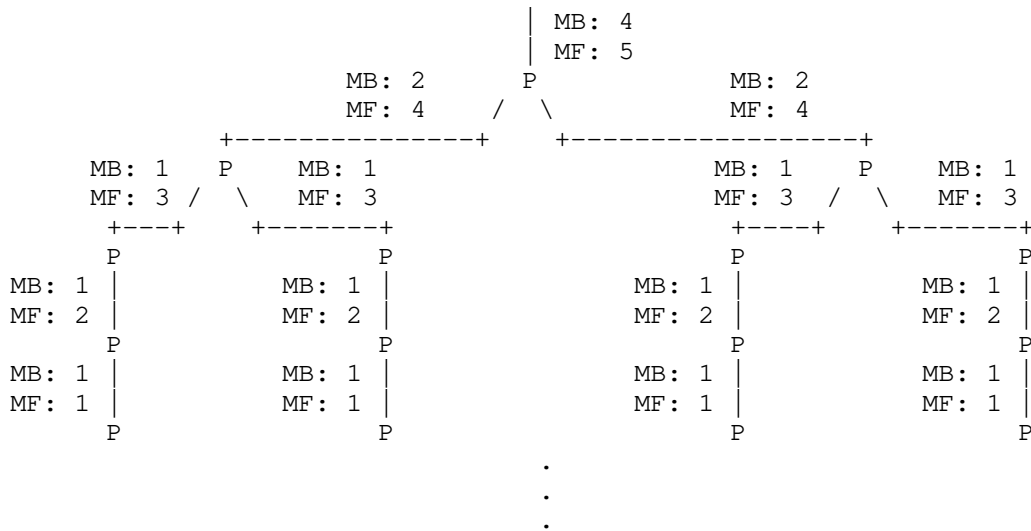 | MB: 4
| MF: 5
MB: 2 P MB: 2
MF: 4 / \ MF: 4
+---------------+ +------------------+
MB: 1 P MB: 1 MB: 1 P MB: 1
MF: 3 / \ MF: 3 MF: 3 / \ MF: 3
+---+ +-------+ +----+ +-------+
P P P P
MB: 1 | MB: 1 | MB: 1 | MB: 1 |
MF: 2 | MF: 2 | MF: 2 | MF: 2 |
P P P P
MB: 1 | MB: 1 | MB: 1 | MB: 1 |
MF: 1 | MF: 1 | MF: 1 | MF: 1 |
P P P P
.
.
.